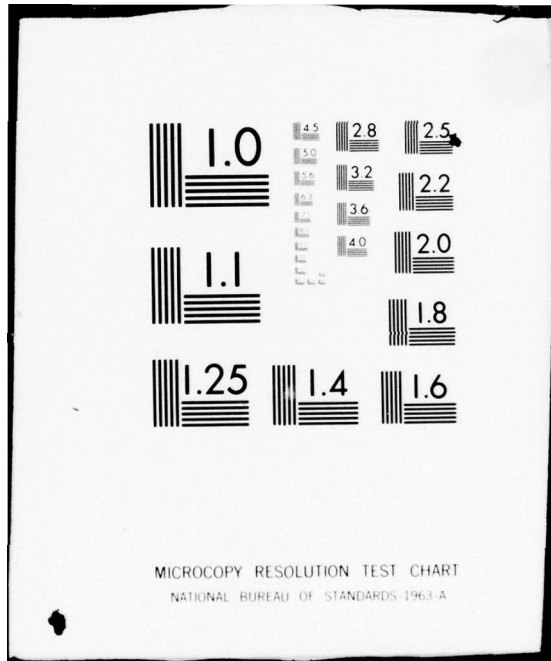 1.0 4.5 2.8 2.5
5.0
5.6 3.2 2.2
6.3 3.6
4.0 2.0
1.1
1.8
1.25 1.4 1.6
MICROCOPY RESOLUTION TEST CHART
NATIONAL BUREAU OF STANDARDS-1963-A